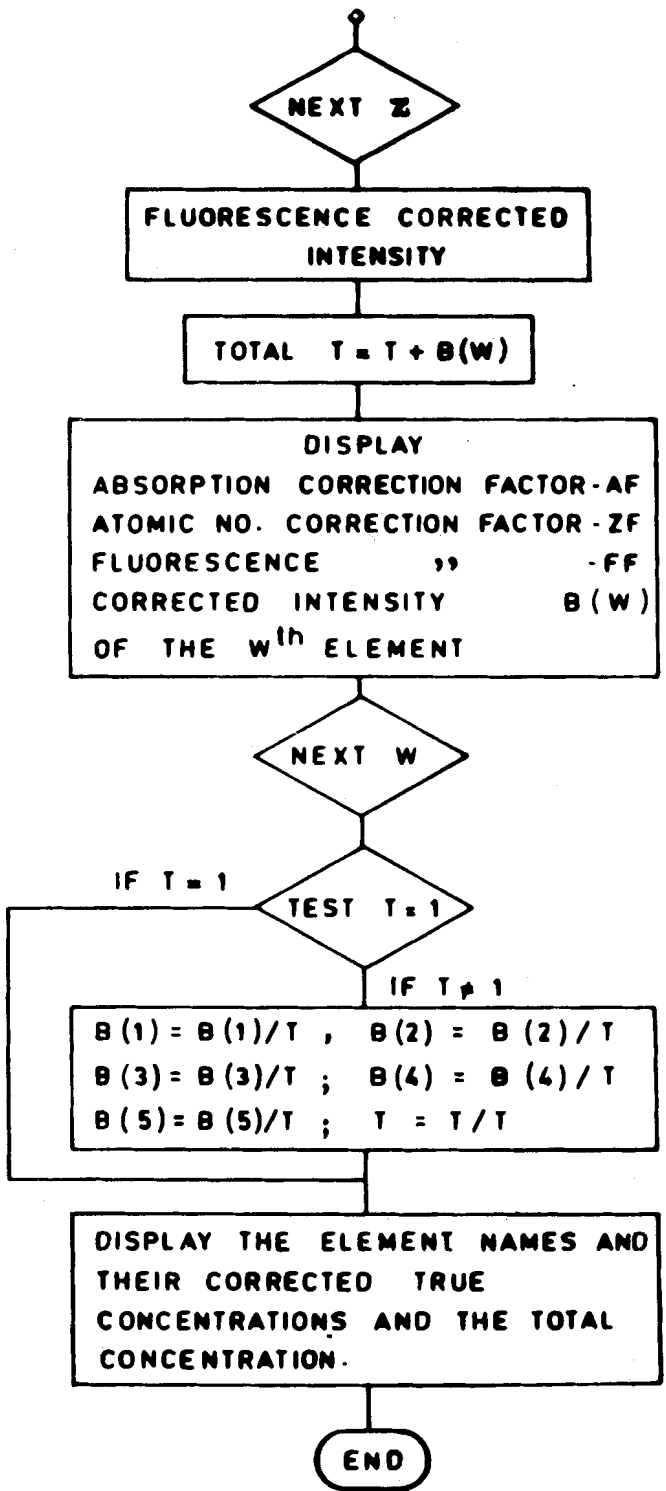 NEXT Z
FLUORESCENCE CORRECTED
INTENSITY
TOTAL T = T + B(W)
DISPLAY
ABSORPTION CORRECTION FACTOR - AF
ATOMIC NO. CORRECTION FACTOR - ZF
FLUORESCENCE ,, - FF
CORRECTED INTENSITY B(W)
OF THE Wth ELEMENT
NEXT W
IF T = 1
TEST T = 1
IF T ≠ 1
B(1) = B(1)/T , B(2) = B(2)/T
B(3) = B(3)/T ; B(4) = B(4)/T
B(5) = B(5)/T ; T = T/T
DISPLAY THE ELEMENT NAMES AND
THEIR CORRECTED TRUE
CONCENTRATIONS AND THE TOTAL
CONCENTRATION.
END